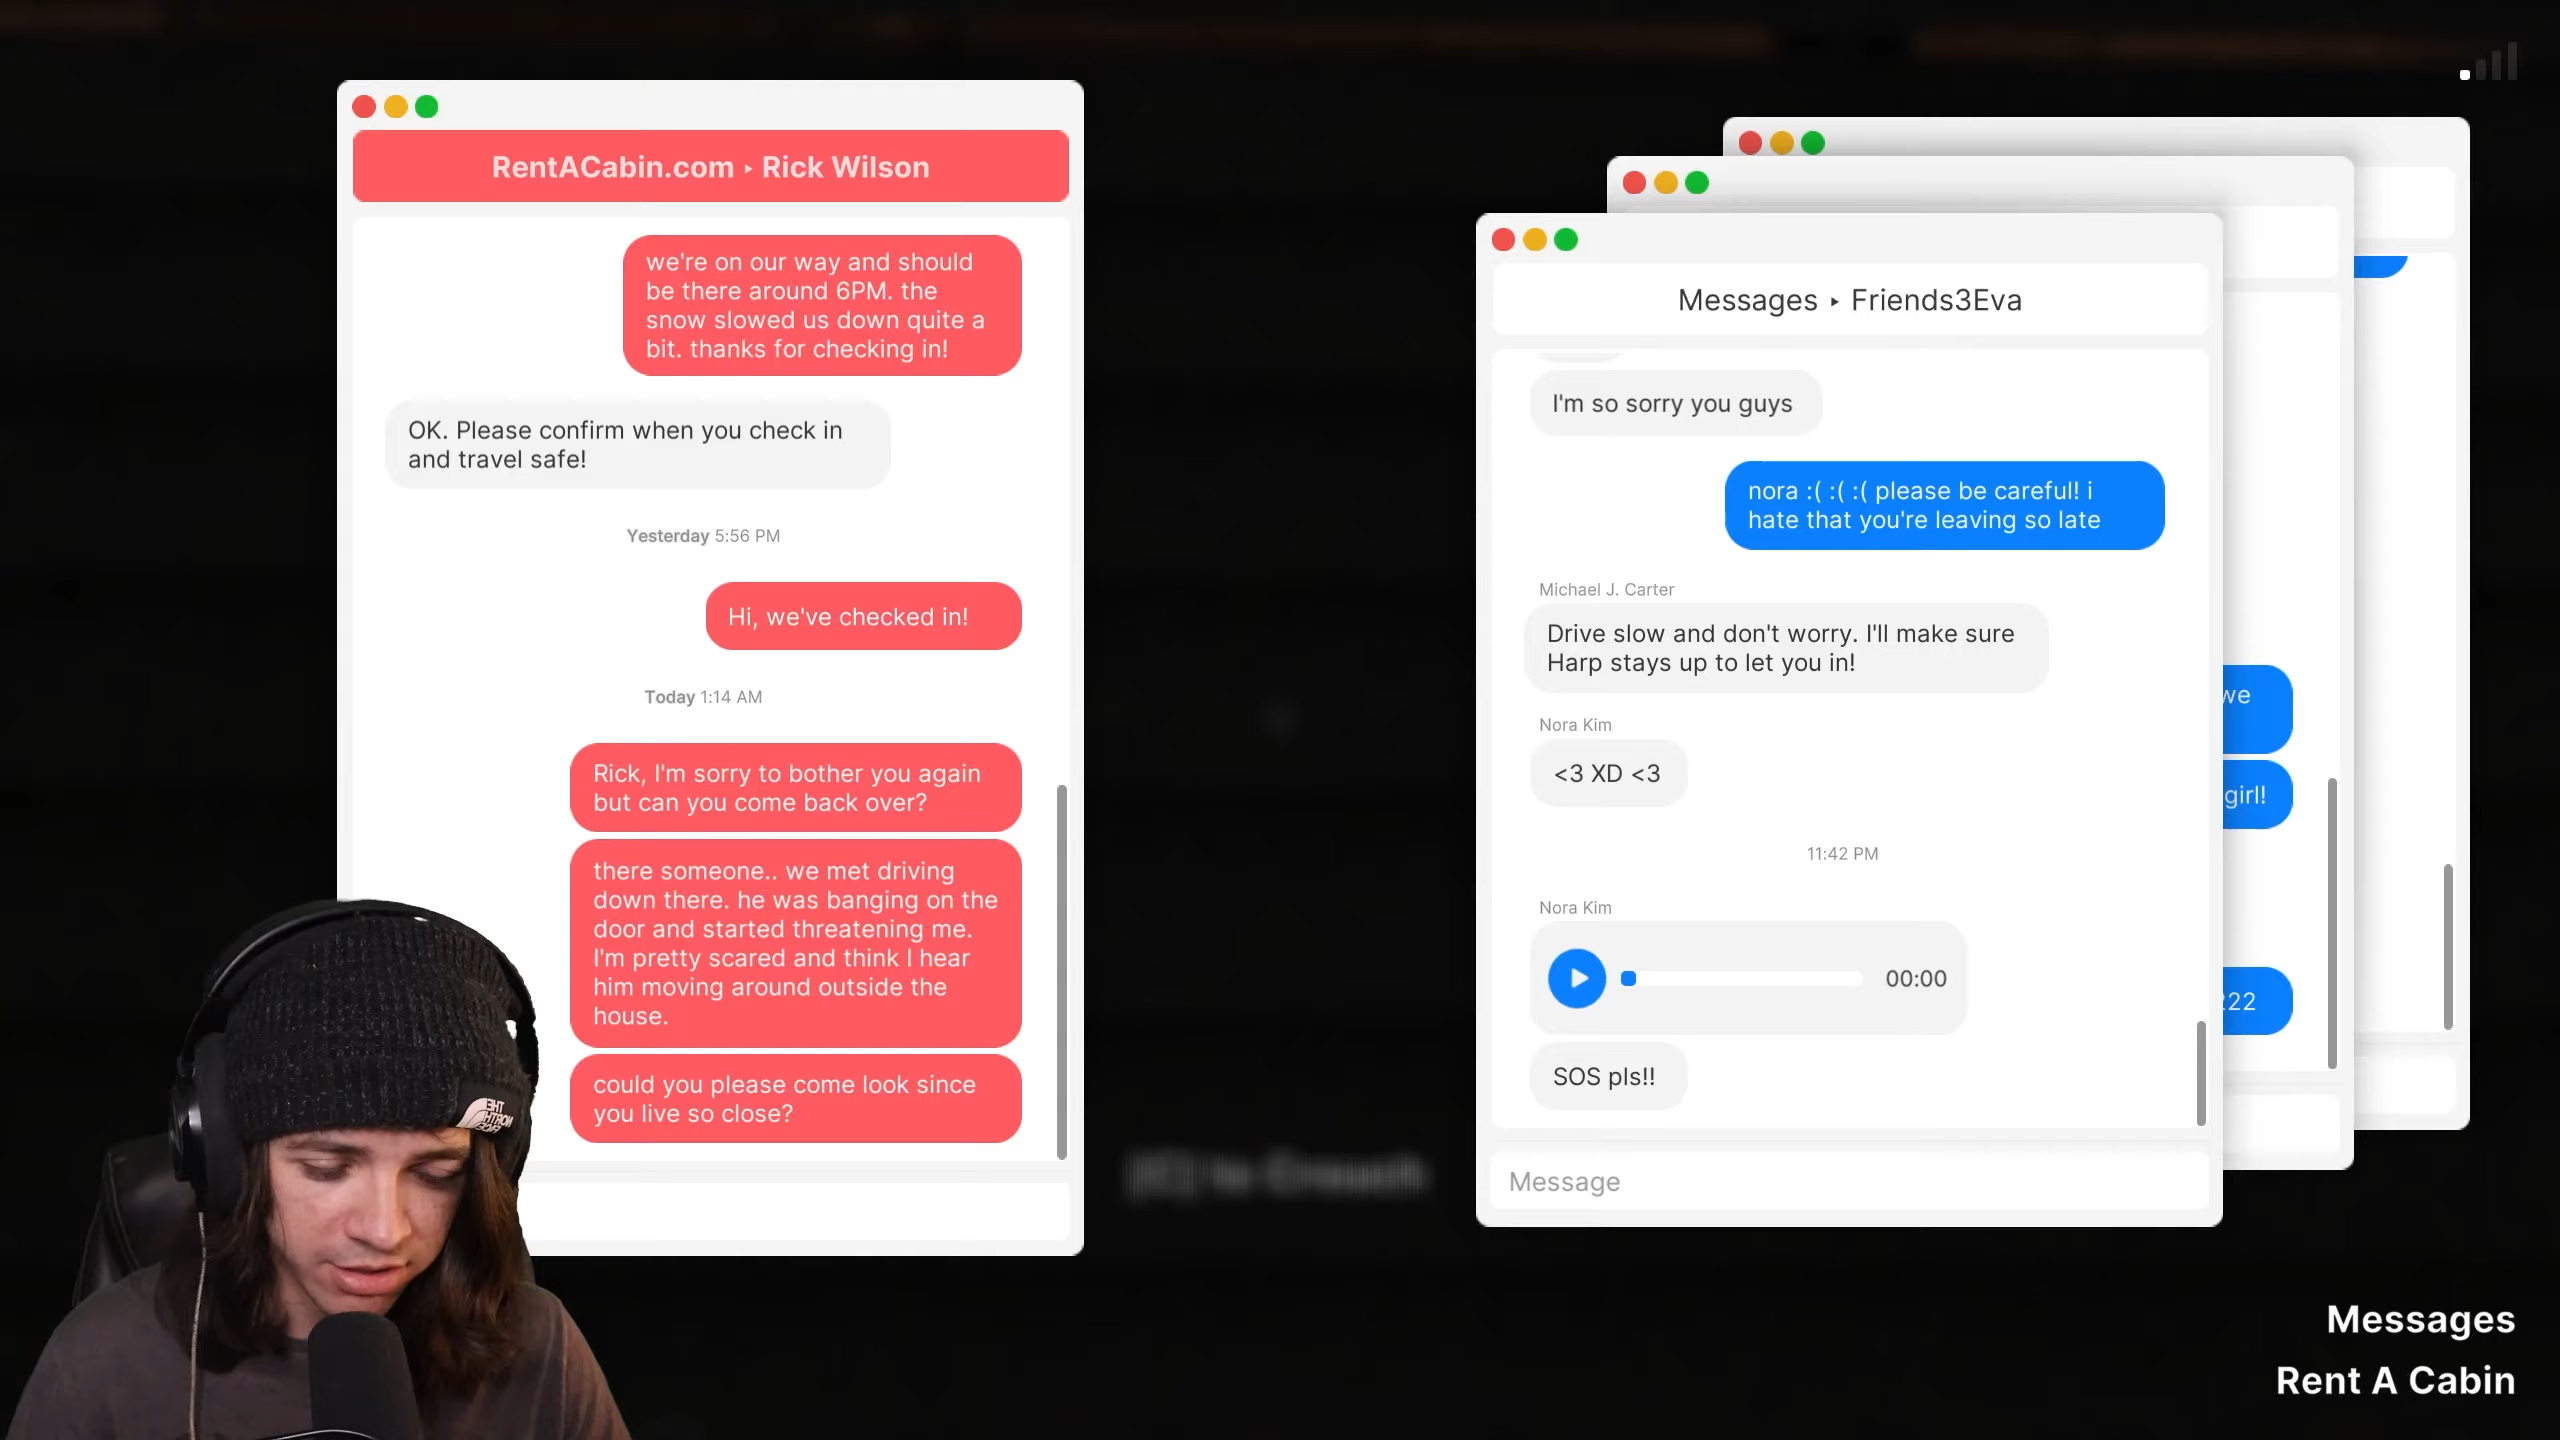 RentACabin.com ‣ Rick Wilson
we're on our way and should
be there around 6PM. the
snow slowed us down quite a
bit. thanks for checking in!
OK. Please confirm when you check in
and travel safe!
Yesterday 5:56 PM
Hi, we've checked in!
Today 1:14 AM
Rick, I'm sorry to bother you again
but can you come back over?
there someone.. we met driving
down there. he was banging on the
door and started threatening me.
I'm pretty scared and think I hear
him moving around outside the
house.
could you please come look since
you live so close?
THE
NORTH
FACE
Messages ‣ Friends3Eva
I'm so sorry you guys
nora :( :( :( please be careful! i
hate that you're leaving so late
Michael J. Carter
Drive slow and don't worry. I'll make sure
Harp stays up to let you in!
Nora Kim
<3 XD <3
11:42 PM
Nora Kim
00:00
SOS pls!!
Message
we
girl!
222
to Crouch
Messages
Rent A Cabin